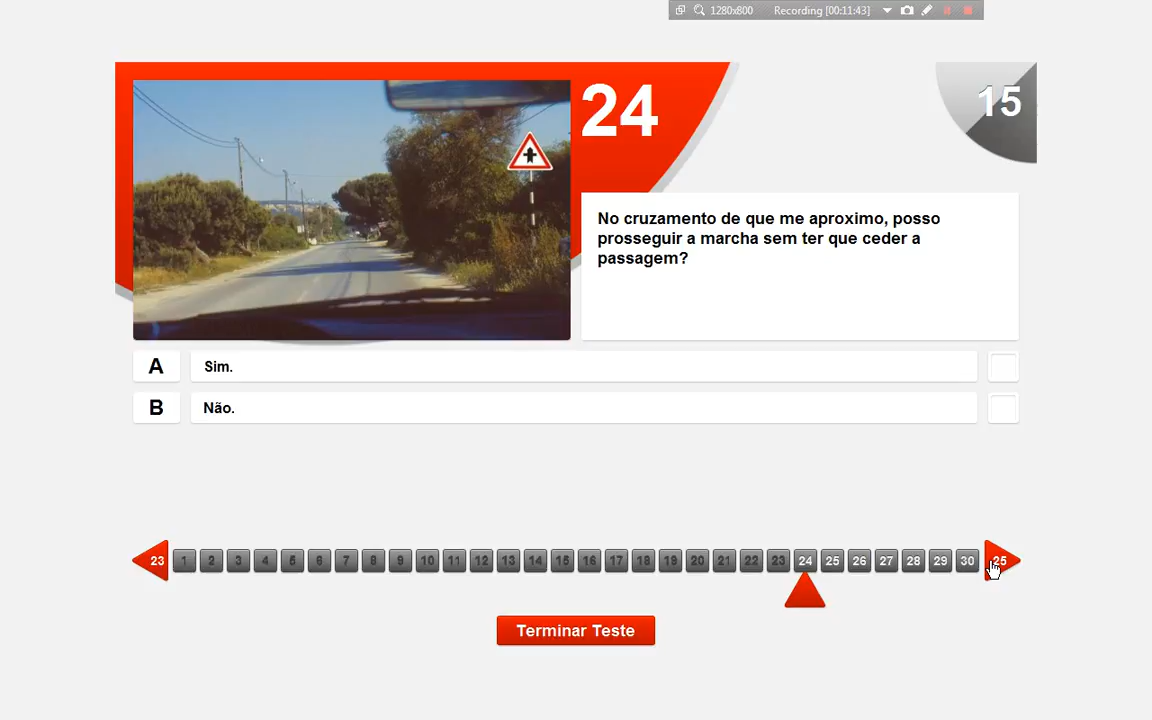 1280x800 Recording [00:11:43]
24
15
No cruzamento de que me aproximo, posso
prosseguir a marcha sem ter que ceder a
passagem?
A Sim.
B Não.
23 1 2 3 4 5 6 7 8 9 10 11 12 13 14 15 16 17 18 19 20 21 22 23 24 25 26 27 28 29 30 25
Terminar Teste